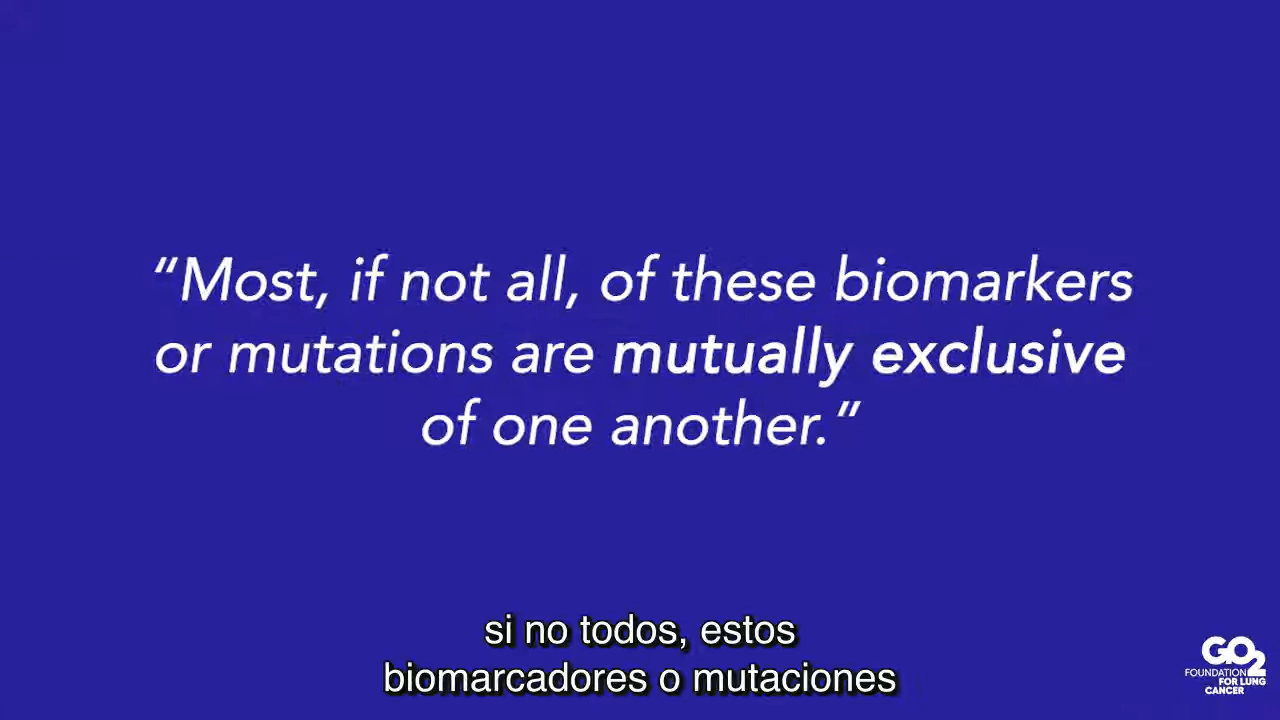 “Most, if not all, of these biomarkers
or mutations are mutually exclusive
of one another.”
si no todos, estos
biomarcadores o mutaciones
GO2
FOUNDATION
FOR LUNG
CANCER